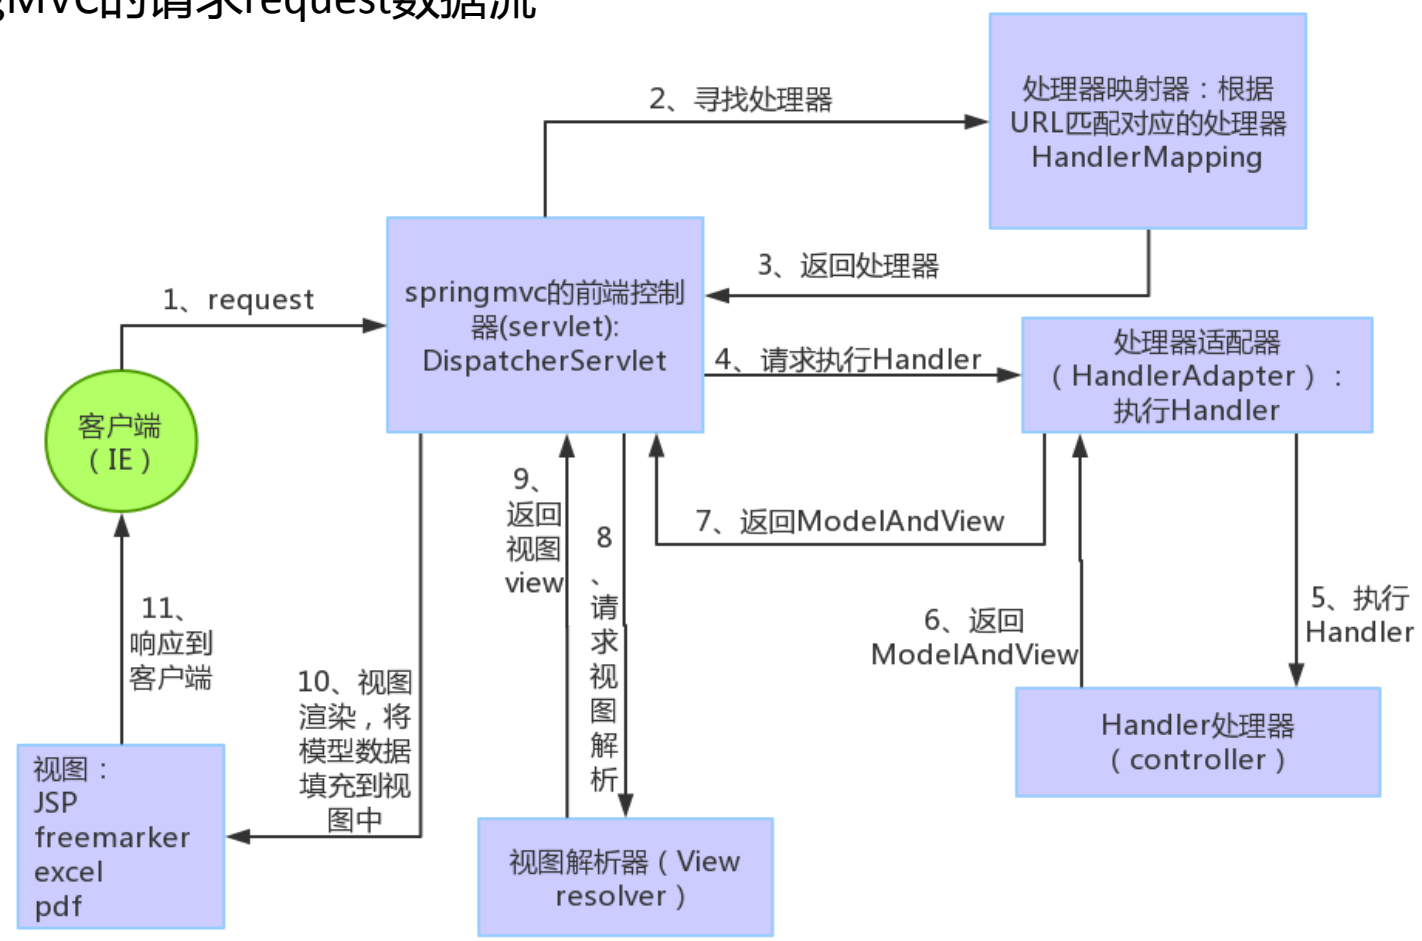 gMVC的请求request数据流
2、寻找处理器
处理器映射器：根据
URL匹配对应的处理器
HandlerMapping
3、返回处理器
1、request
springmvc的前端控制
器(servlet):
DispatcherServlet
4、请求执行Handler
处理器适配器
（HandlerAdapter）：
执行Handler
客户端
（IE）
9、
返回
视图
view
8
、
请
求
视
图
解
析
7、返回ModelAndView
6、返回
ModelAndView
5、执行
Handler
11、
响应到
客户端
10、视图
渲染，将
模型数据
填充到视
图中
Handler处理器
（controller）
视图：
JSP
freemarker
excel
pdf
视图解析器（View
resolver）